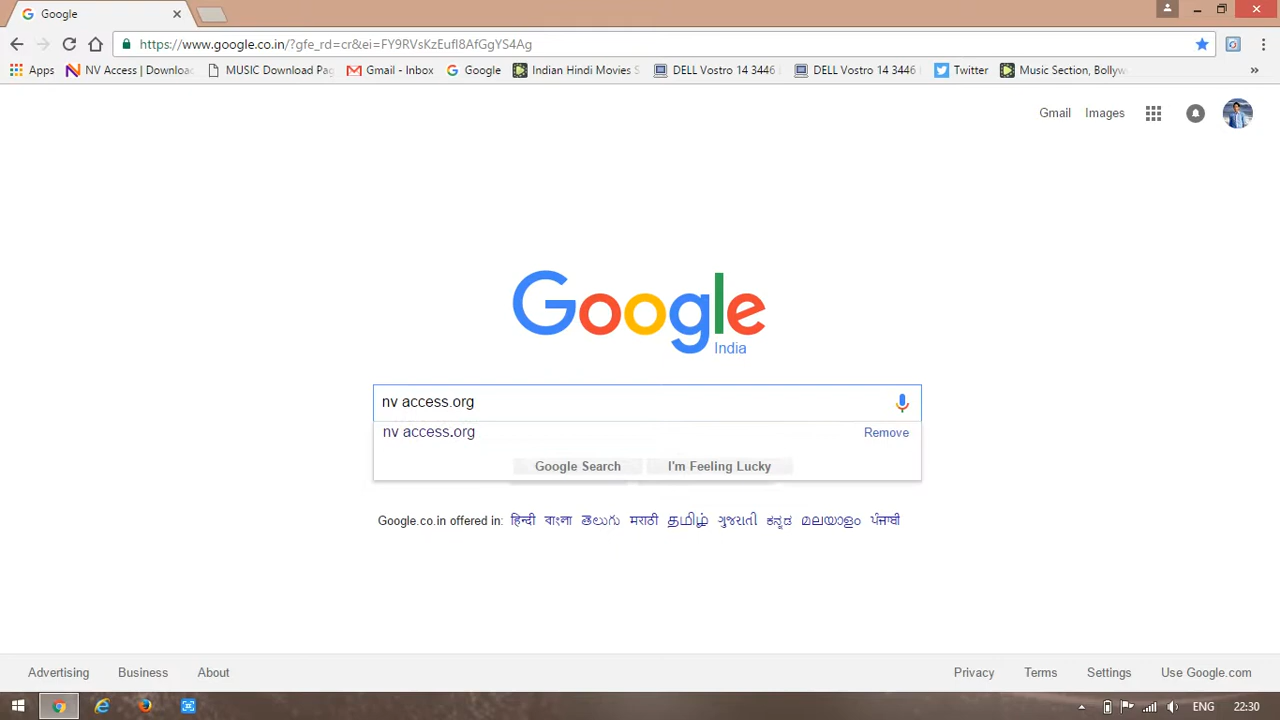 Google
https://www.google.co.in/?gfe_rd=cr&ei=FY9RVsKzEufI8AfGgYS4Ag
Apps NV Access | Downloa MUSIC Download Pag Gmail - Inbox Google Indian Hindi Movies S DELL Vostro 14 3446 DELL Vostro 14 3446 Twitter Music Section, Bollyw »
Gmail Images
Google
India
nv access.org
nv access.org Remove
Google Search I'm Feeling Lucky
Google.co.in offered in: हिन्दी বাংলা తెలుగు मराठी தமிழ் ગુજરાતી ಕನ್ನಡ മലയാളം ਪੰਜਾਬੀ
Advertising Business About Privacy Terms Settings Use Google.com
ENG 22:30